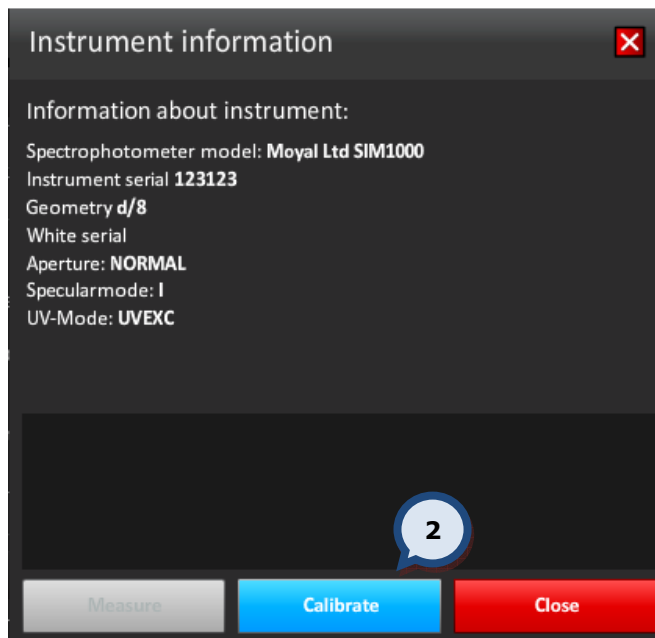 Instrument information
Information about instrument:
Spectrophotometer model: Moyal Ltd SIM1000
Instrument serial 123123
Geometry d/8
White serial
Aperture: NORMAL
Specularmode: I
UV-Mode: UVEXC
2
Measure
Calibrate
Close